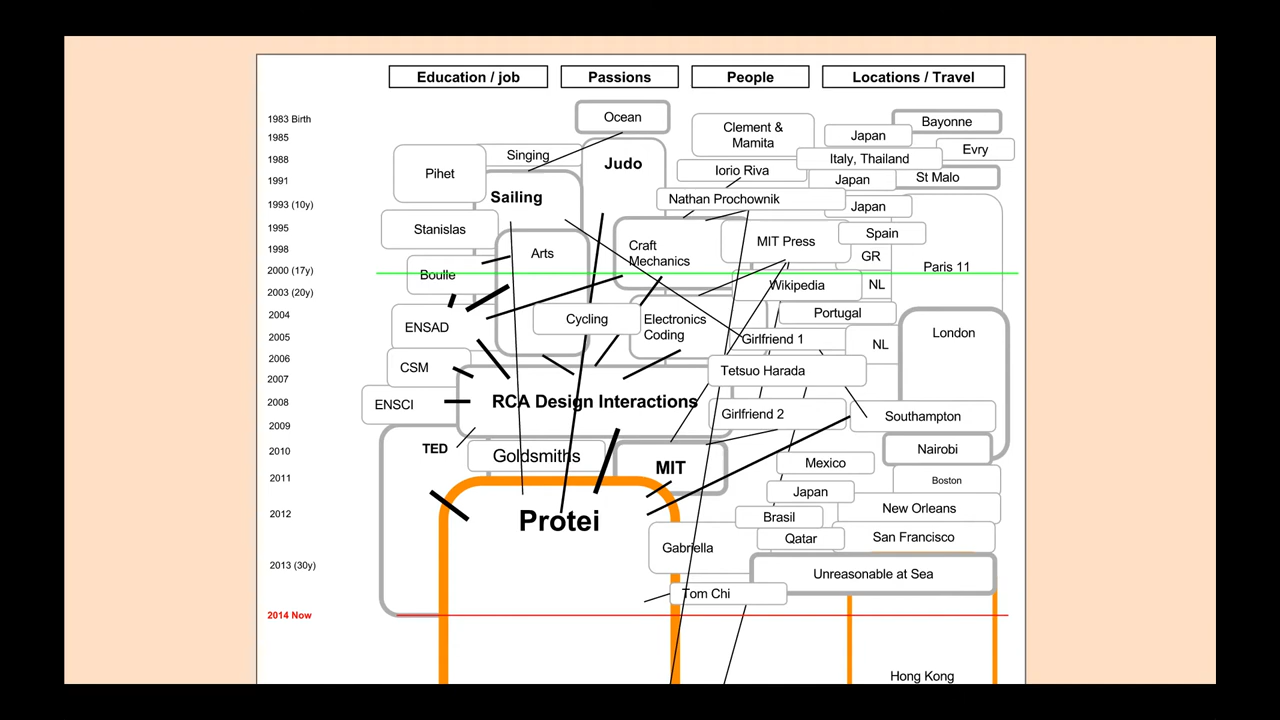 Education / job
Passions
People
Locations / Travel
1983 Birth
1985
1988
1991
1993 (10y)
1995
1998
2000 (17y)
2003 (20y)
2004
2005
2006
2007
2008
2009
2010
2011
2012
2013 (30y)
2014 Now
Pihet
Singing
Sailing
Stanislas
Arts
Boulle
ENSAD
CSM
ENSCI
TED
Ocean
Judo
Craft
Mechanics
Cycling
Electronics
Coding
RCA Design Interactions
Goldsmiths
MIT
Protei
Clement &
Mamita
Iorio Riva
Nathan Prochownik
MIT Press
Wikipedia
Girlfriend 1
Tetsuo Harada
Girlfriend 2
Gabriella
Tom Chi
Japan
Bayonne
Evry
Italy, Thailand
Japan
St Malo
Japan
Spain
GR
Paris 11
NL
Portugal
London
NL
Southampton
Nairobi
Mexico
Boston
Japan
New Orleans
Brasil
Qatar
San Francisco
Unreasonable at Sea
Hong Kong